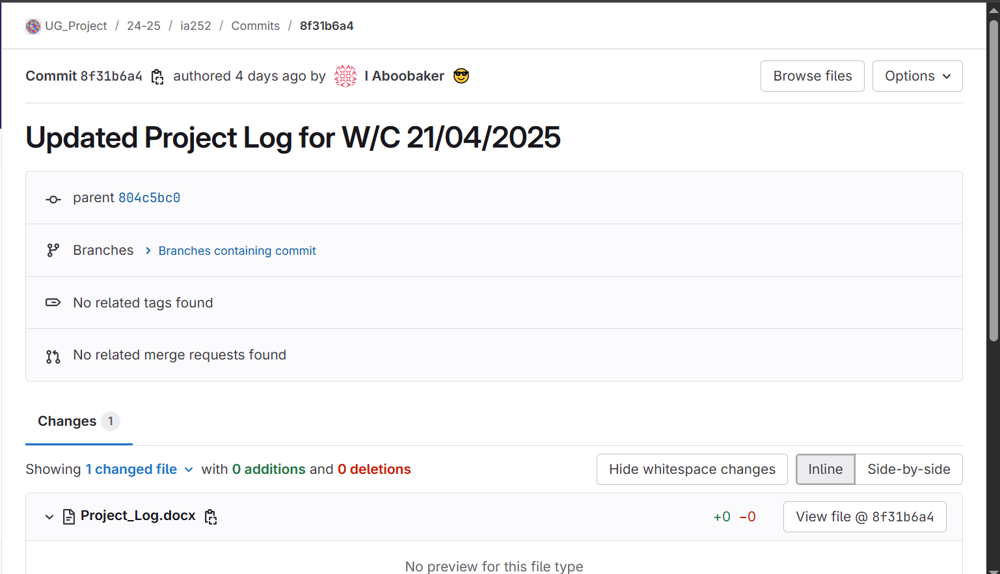 UG_Project / 24-25 / ia252 / Commits / 8f31b6a4
Commit 8f31b6a4 authored 4 days ago by I Aboobaker
Browse files
Options
Updated Project Log for W/C 21/04/2025
parent 804c5bc0
Branches Branches containing commit
No related tags found
No related merge requests found
Changes 1
Showing 1 changed file with 0 additions and 0 deletions
Hide whitespace changes
Inline
Side-by-side
Project_Log.docx
+0 −0
View file @ 8f31b6a4
No preview for this file type